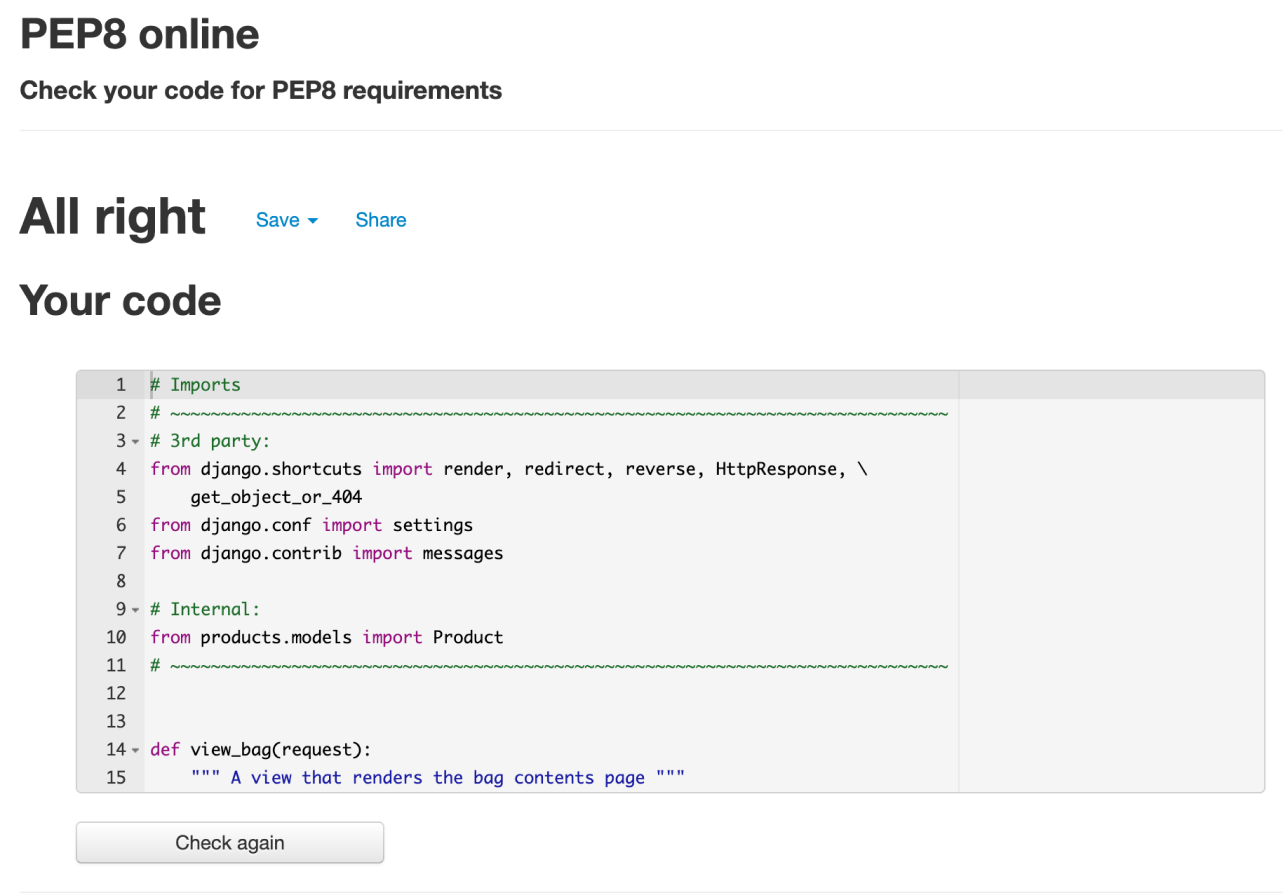 PEP8 online
Check your code for PEP8 requirements
All right Save Share
Your code
1 # Imports
2 # ~~~~~~~~~~~~~~~~~~~~~~~~~~~~~~~~~~~~~~~~~~~~~~~~~~~~~~~~~~~~~~~~~~~~~~~~~~~~~
3 # 3rd party:
4 from django.shortcuts import render, redirect, reverse, HttpResponse, \
5     get_object_or_404
6 from django.conf import settings
7 from django.contrib import messages
8
9 # Internal:
10 from products.models import Product
11 # ~~~~~~~~~~~~~~~~~~~~~~~~~~~~~~~~~~~~~~~~~~~~~~~~~~~~~~~~~~~~~~~~~~~~~~~~~~~~~
12
13
14 def view_bag(request):
15     """ A view that renders the bag contents page """
Check again